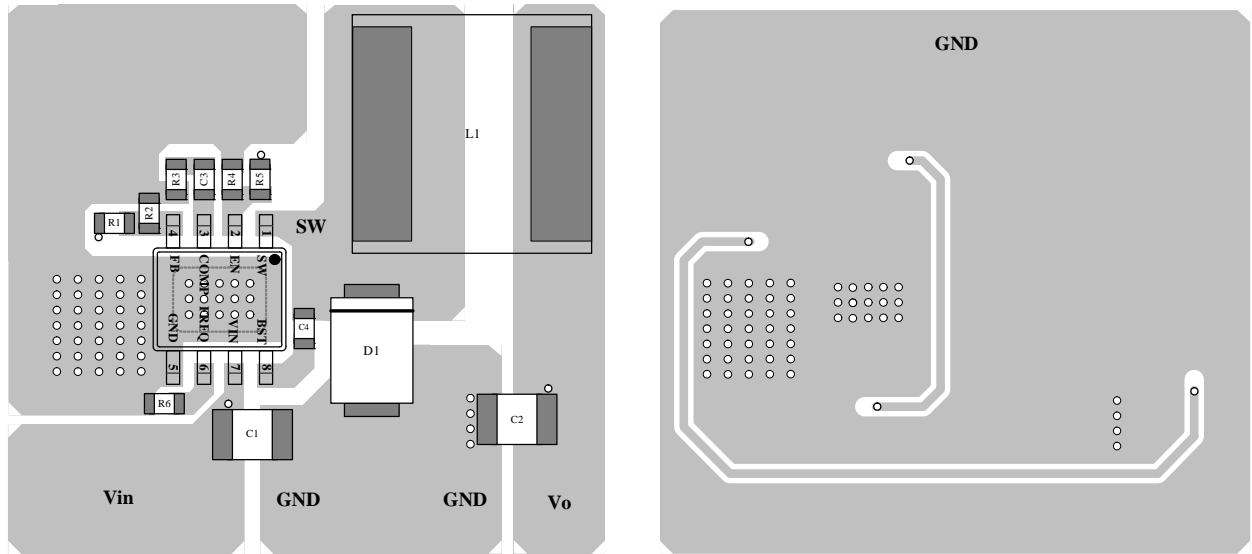 GND
L1
R3
C3
R4
R5
R2
R1
SW
4
3
2
1
FB
COMP
EN
SW
GND
FREQ
VIN
BST
C4
D1
5
6
7
8
R6
C1
C2
Vin
GND
GND
Vo